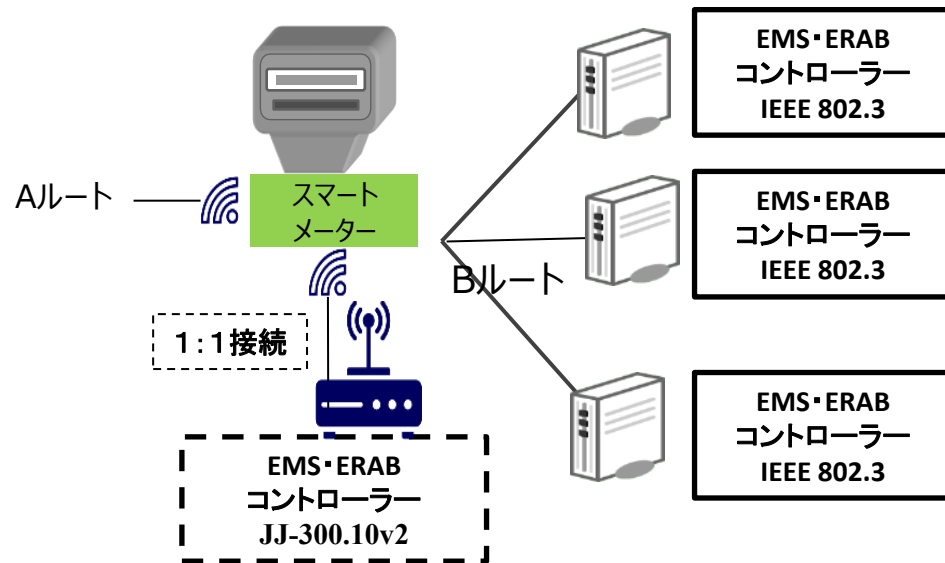 EMS・ERAB
コントローラー
IEEE 802.3
Aルート
スマート
メーター
EMS・ERAB
コントローラー
IEEE 802.3
Bルート
1:1接続
EMS・ERAB
コントローラー
IEEE 802.3
EMS・ERAB
コントローラー
JJ-300.10v2